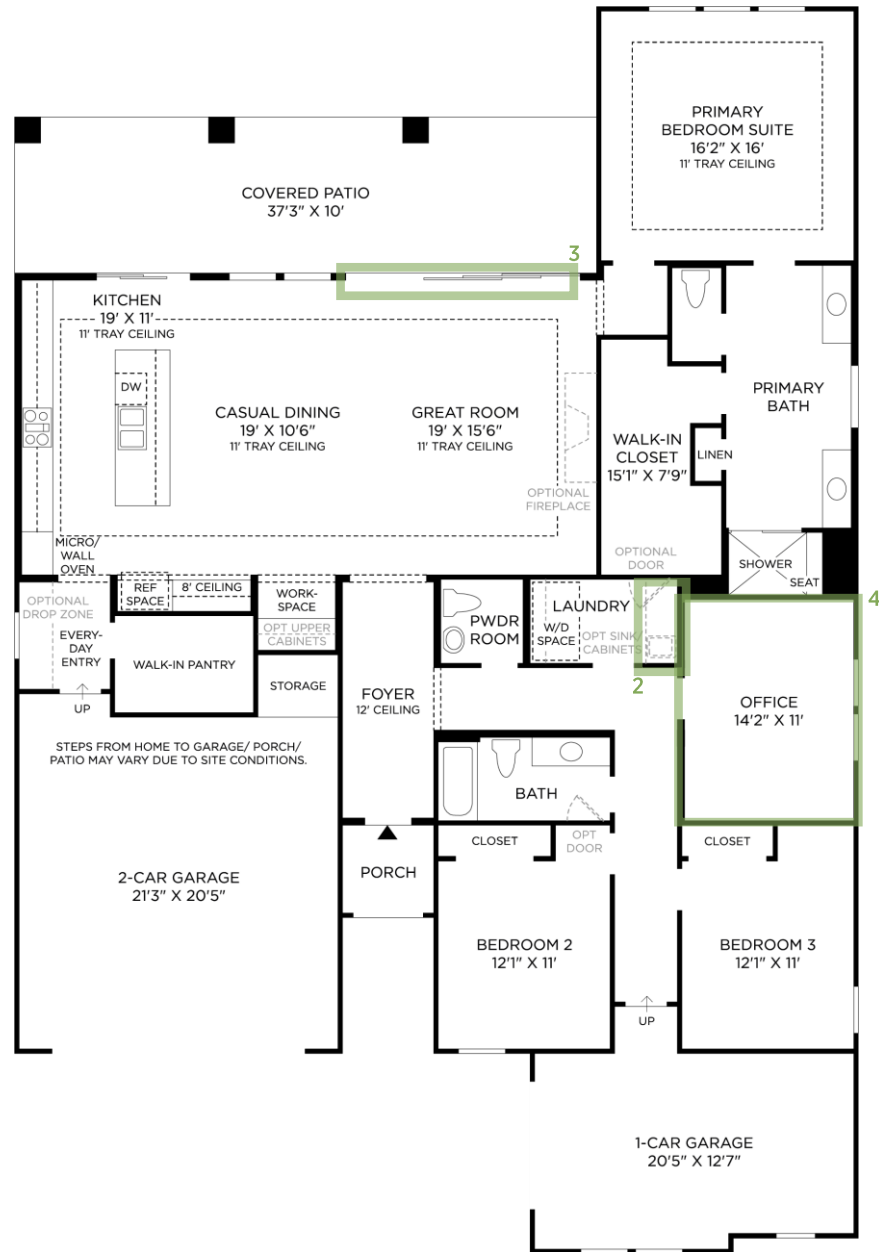 PRIMARY
BEDROOM SUITE
16'2" X 16'
11' TRAY CEILING
COVERED PATIO
37'3" X 10'
3
KITCHEN
19' X 11'
11' TRAY CEILING
DW
CASUAL DINING
19' X 10'6"
11' TRAY CEILING
GREAT ROOM
19' X 15'6"
11' TRAY CEILING
OPTIONAL
FIREPLACE
PRIMARY
BATH
WALK-IN
CLOSET
15'1" X 7'9"
LINEN
OPTIONAL
DOOR
SHOWER
SEAT
MICRO/
WALL
OVEN
REF
SPACE
8' CEILING
WORK-
SPACE
OPT UPPER
CABINETS
OPTIONAL
DROP ZONE
EVERY-
DAY
ENTRY
WALK-IN PANTRY
STORAGE
UP
PWDR
ROOM
LAUNDRY
W/D
SPACE
OPT SINK/
CABINETS
2
4
OFFICE
14'2" X 11'
FOYER
12' CEILING
STEPS FROM HOME TO GARAGE/ PORCH/
PATIO MAY VARY DUE TO SITE CONDITIONS.
BATH
OPT
DOOR
CLOSET
CLOSET
PORCH
2-CAR GARAGE
21'3" X 20'5"
BEDROOM 2
12'1" X 11'
BEDROOM 3
12'1" X 11'
UP
1-CAR GARAGE
20'5" X 12'7"